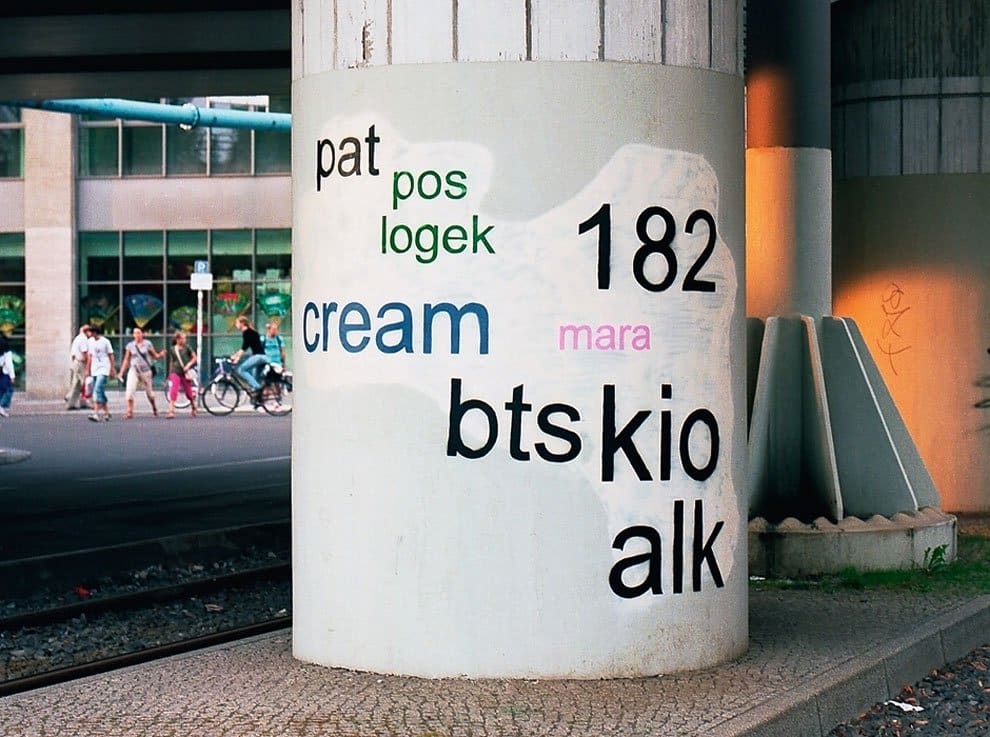 pat
pos
logek
182
cream
mara
bts
kio
alk
P